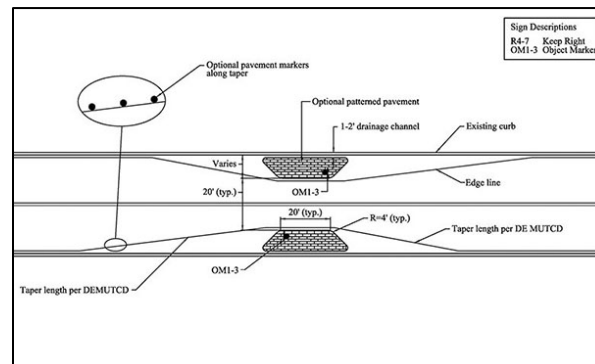 Sign Descriptions
R4-7 Keep Right
OM1-3 Object Marker
Optional pavement markers
along taper
Optional patterned pavement
1-2' drainage channel
Existing curb
Varies
OM1-3
Edge line
20' (typ.)
20' (typ.)
R=4' (typ.)
Taper length per DE MUTCD
OM1-3
Taper length per DEMUTCD